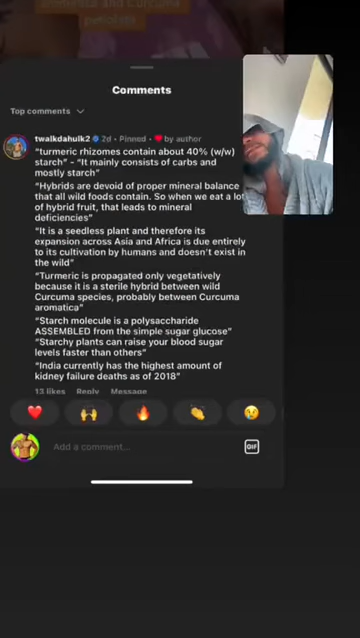 aromatica and Curcuma
petiolata
Comments
Top comments
twalkdahulk2 2d • Pinned • by author
“turmeric rhizomes contain about 40% (w/w)
starch” - “It mainly consists of carbs and
mostly starch”
“Hybrids are devoid of proper mineral balance
that all wild foods contain. So when we eat a lot
of hybrid fruit, that leads to mineral
deficiencies”
“It is a seedless plant and therefore its
expansion across Asia and Africa is due entirely
to its cultivation by humans and doesn't exist in
the wild”
“Turmeric is propagated only vegetatively
because it is a sterile hybrid between wild
Curcuma species, probably between Curcuma
aromatica”
“Starch molecule is a polysaccharide
ASSEMBLED from the simple sugar glucose”
“Starchy plants can raise your blood sugar
levels faster than others”
“India currently has the highest amount of
kidney failure deaths as of 2018”
13 likes Reply Message
Add a comment...
GIF